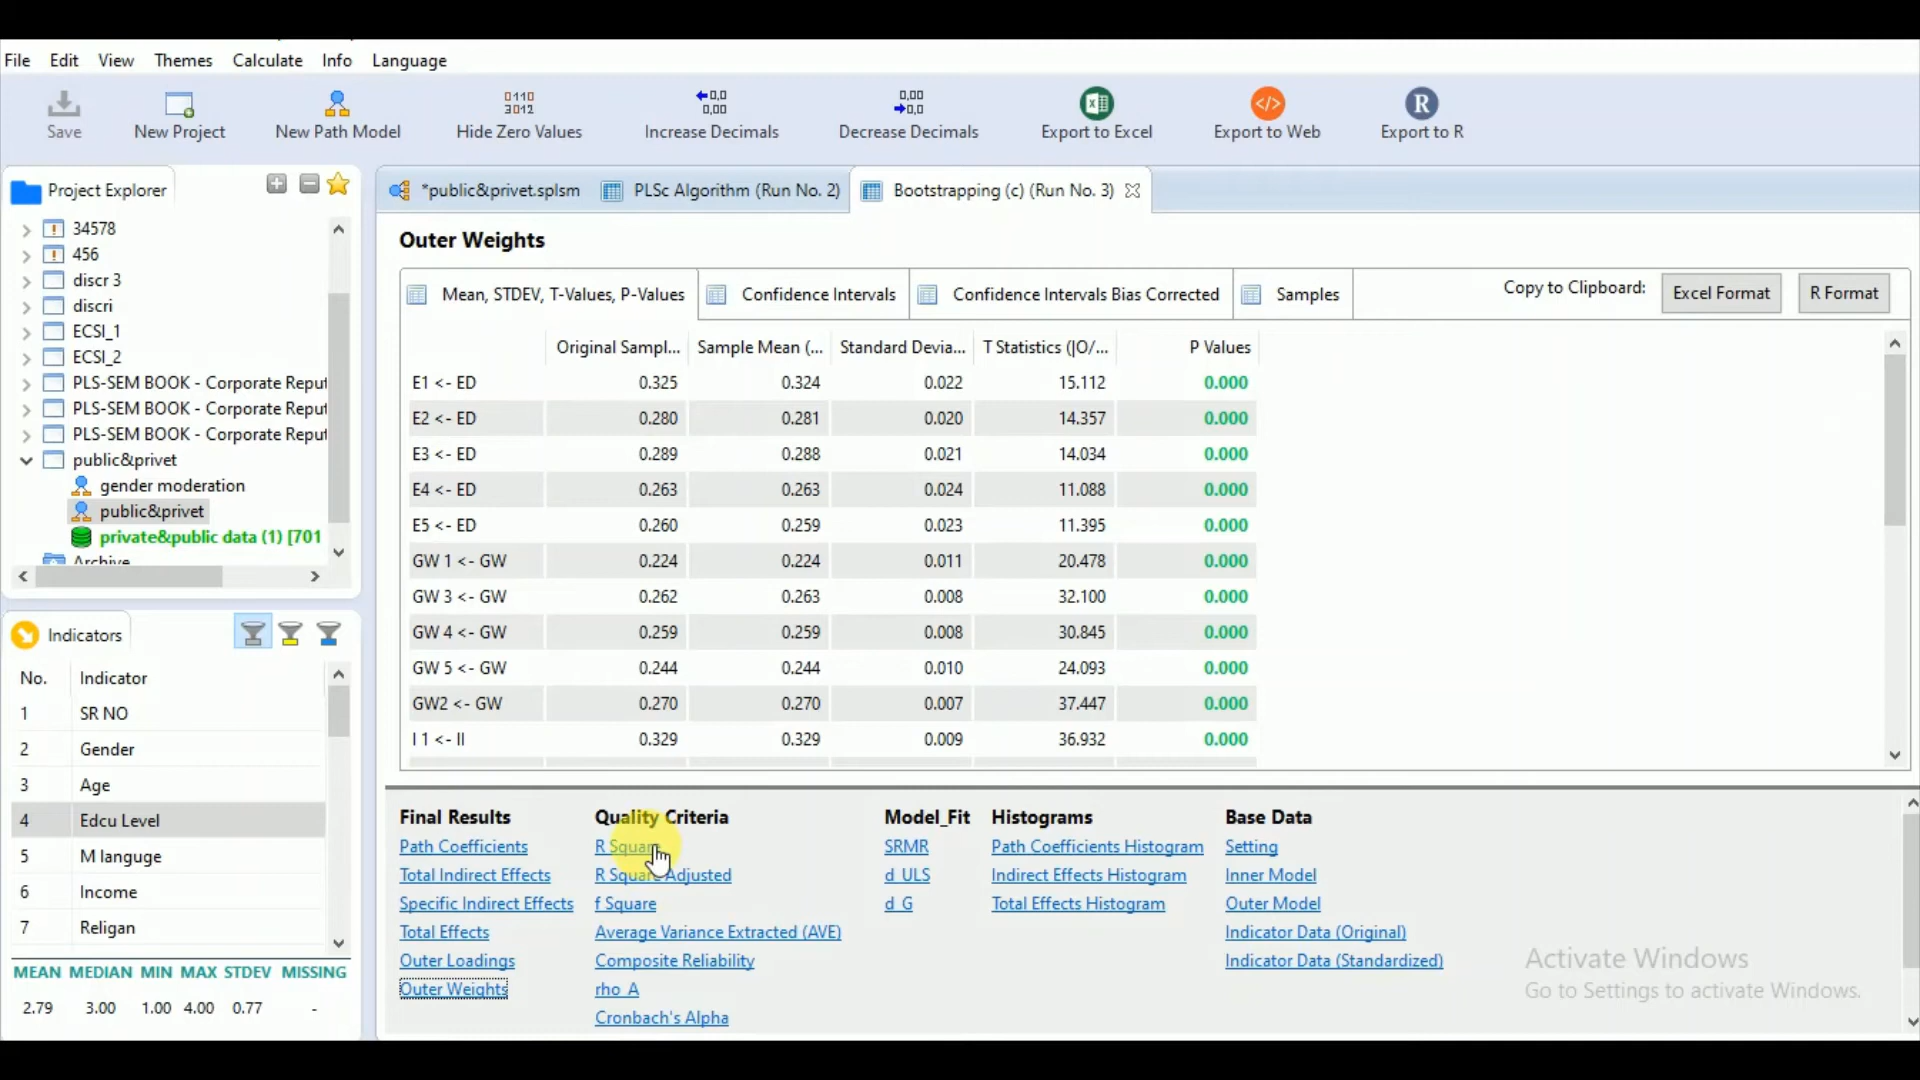 File Edit View Themes Calculate Info Language
Save New Project New Path Model Hide Zero Values Increase Decimals Decrease Decimals Export to Excel Export to Web Export to R
Project Explorer
34578
456
discr 3
discri
ECSI_1
ECSI_2
PLS-SEM BOOK - Corporate Reput
PLS-SEM BOOK - Corporate Reput
PLS-SEM BOOK - Corporate Reput
public&privet
gender moderation
public&privet
private&public data (1) [701
Archive
Indicators
No. Indicator
1 SR NO
2 Gender
3 Age
4 Edcu Level
5 M languge
6 Income
7 Religan
MEAN MEDIAN MIN MAX STDEV MISSING
2.79 3.00 1.00 4.00 0.77 -
*public&privet.splsm PLSc Algorithm (Run No. 2) Bootstrapping (c) (Run No. 3)
Outer Weights
Mean, STDEV, T-Values, P-Values Confidence Intervals Confidence Intervals Bias Corrected Samples Copy to Clipboard: Excel Format R Format
Original Sampl... Sample Mean (... Standard Devia... T Statistics (|O/... P Values
E1 <- ED 0.325 0.324 0.022 15.112 0.000
E2 <- ED 0.280 0.281 0.020 14.357 0.000
E3 <- ED 0.289 0.288 0.021 14.034 0.000
E4 <- ED 0.263 0.263 0.024 11.088 0.000
E5 <- ED 0.260 0.259 0.023 11.395 0.000
GW 1 <- GW 0.224 0.224 0.011 20.478 0.000
GW 3 <- GW 0.262 0.263 0.008 32.100 0.000
GW 4 <- GW 0.259 0.259 0.008 30.845 0.000
GW 5 <- GW 0.244 0.244 0.010 24.093 0.000
GW2 <- GW 0.270 0.270 0.007 37.447 0.000
I 1 <- II 0.329 0.329 0.009 36.932 0.000
Final Results
Path Coefficients
Total Indirect Effects
Specific Indirect Effects
Total Effects
Outer Loadings
Outer Weights
Quality Criteria
R Square
R Square Adjusted
f Square
Average Variance Extracted (AVE)
Composite Reliability
rho_A
Cronbach's Alpha
Model_Fit
SRMR
d_ULS
d_G
Histograms
Path Coefficients Histogram
Indirect Effects Histogram
Total Effects Histogram
Base Data
Setting
Inner Model
Outer Model
Indicator Data (Original)
Indicator Data (Standardized)
Activate Windows
Go to Settings to activate Windows.